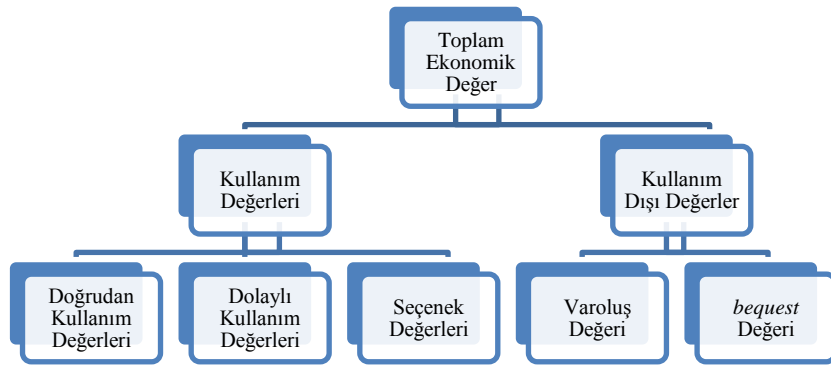 Toplam
Ekonomik
Değer
Kullanım
Değerleri
Kullanım
Dışı Değerler
Doğrudan
Kullanım
Değerleri
Dolaylı
Kullanım
Değerleri
Seçenek
Değerleri
Varoluş
Değeri
bequest
Değeri